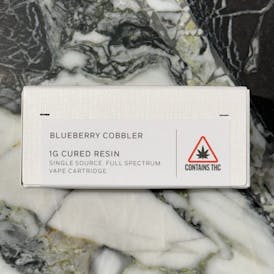 BLUEBERRY COBBLER
1G CURED RESIN
SINGLE SOURCE FULL SPECTRUM
VAPE CARTRIDGE
CONTAINS THC